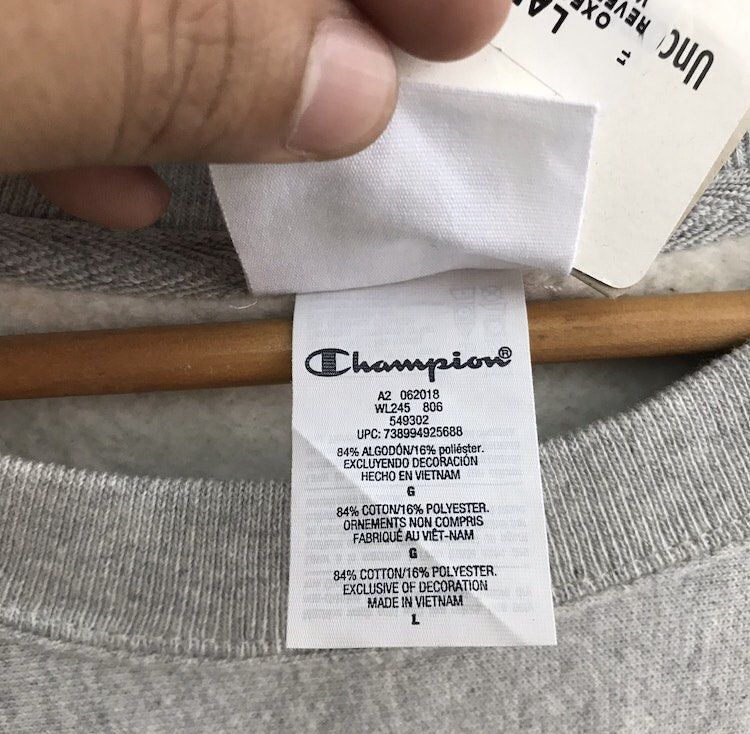 Champion®
A2 062018
WL245 806
549302
UPC: 738994925688
84% ALGODÓN/16% poliéster.
EXCLUYENDO DECORACIÓN
HECHO EN VIETNAM
G
84% COTON/16% POLYESTER.
ORNEMENTS NON COMPRIS
FABRIQUÉ AU VIÊT-NAM
G
84% COTTON/16% POLYESTER.
EXCLUSIVE OF DECORATION
MADE IN VIETNAM
L